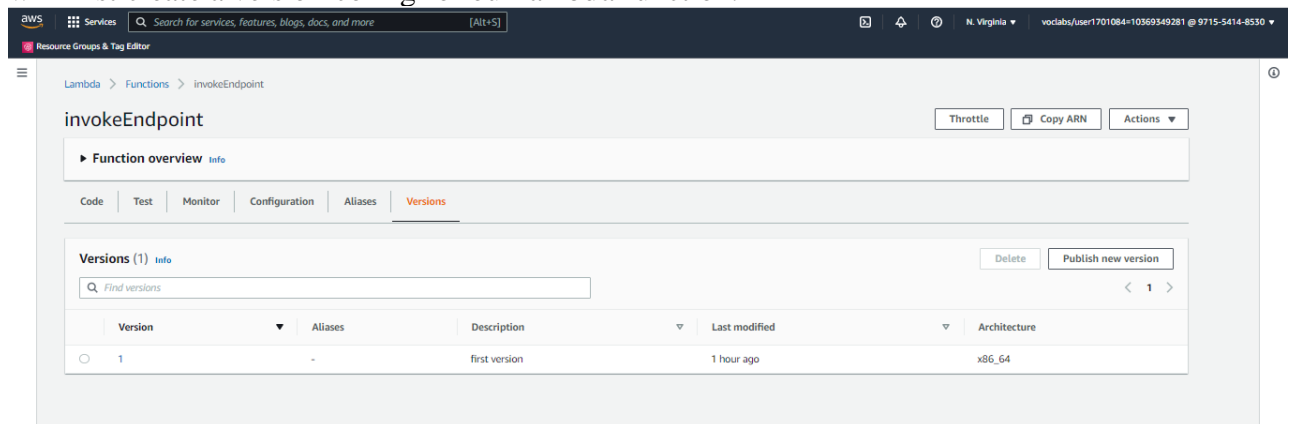 aws Services Search for services, features, blogs, docs, and more [Alt+S] N. Virginia ▼ voclabs/user1701084=10369349281 @ 9715-5414-8530 ▼
Resource Groups & Tag Editor
Lambda > Functions > invokeEndpoint
invokeEndpoint Throttle Copy ARN Actions ▼
▶ Function overview Info
Code Test Monitor Configuration Aliases Versions
Versions (1) Info Delete Publish new version
Find versions < 1 >
Version ▼ Aliases Description ▽ Last modified ▽ Architecture
1 - first version 1 hour ago x86_64